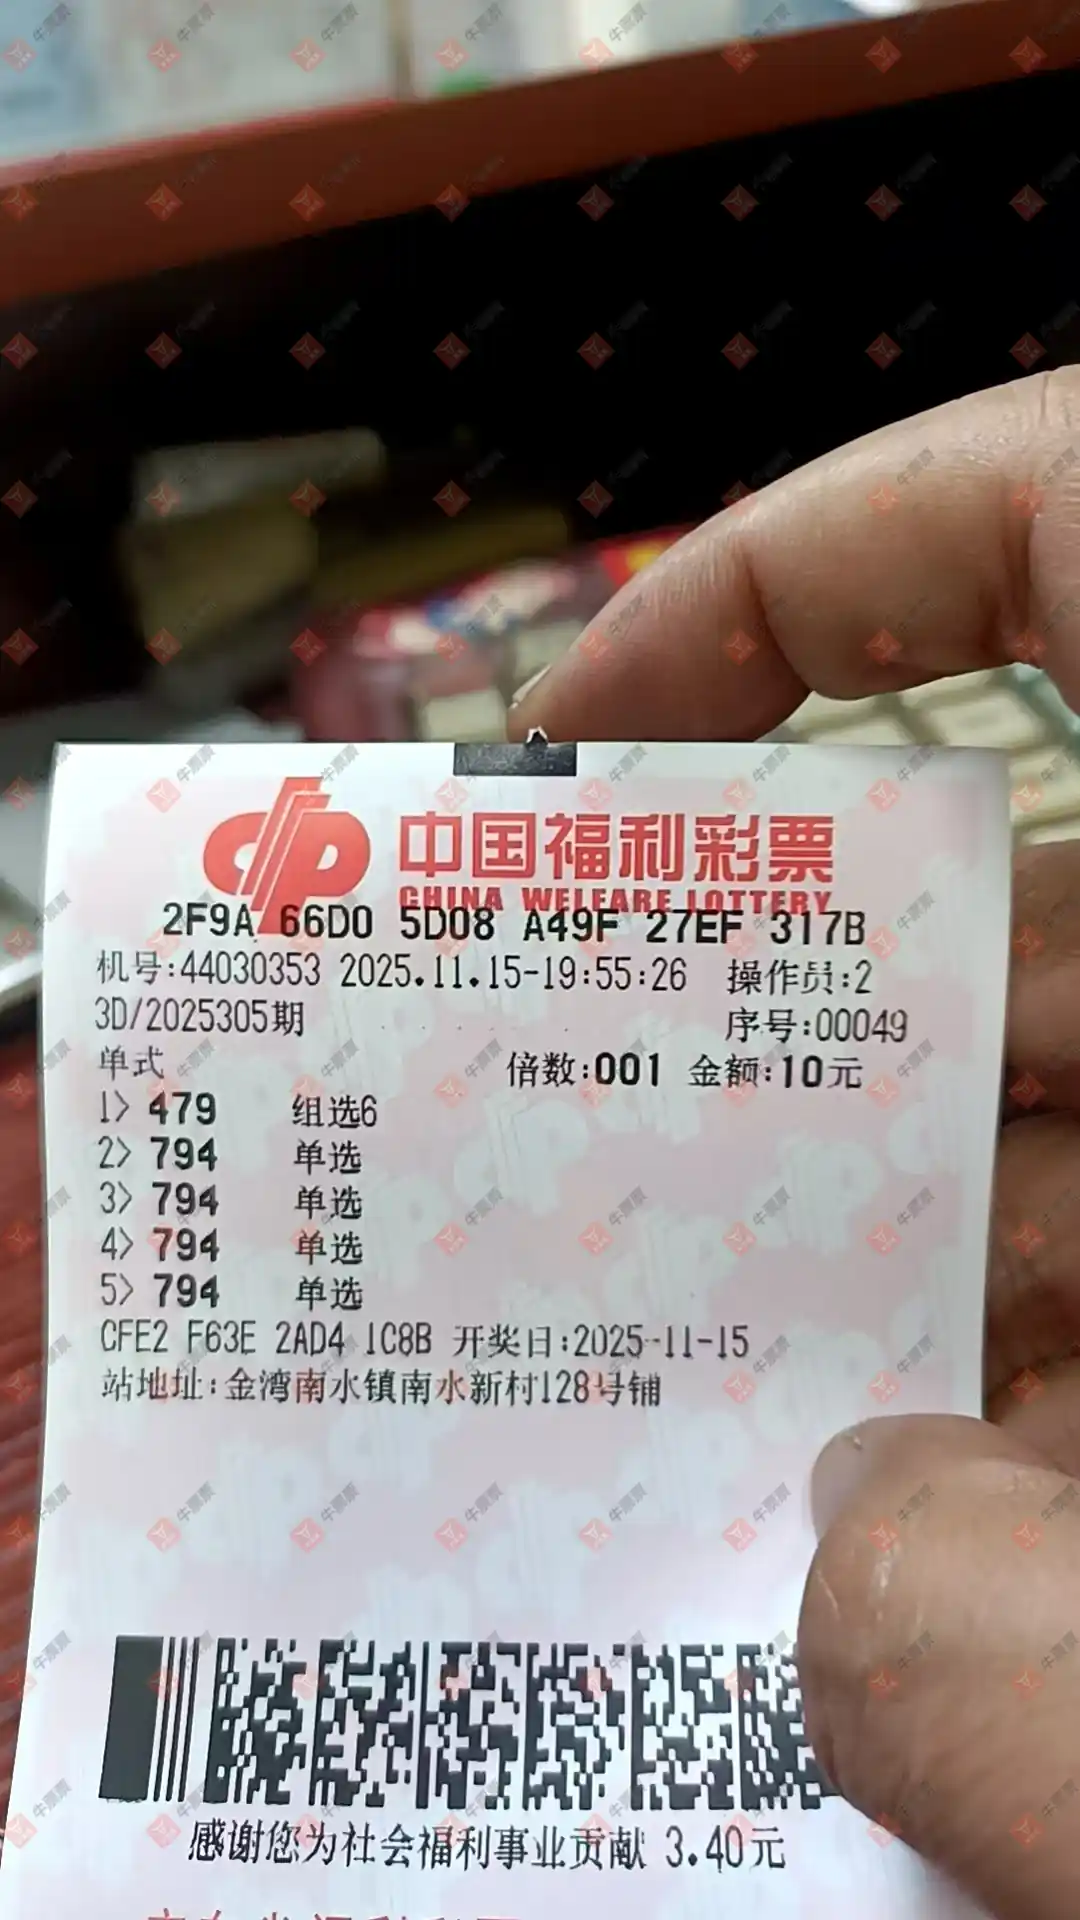 中国福利彩票
CHINA WELFARE LOTTERY
2F9A 66D0 5D08 A49F 27EF 317B
机号:44030353 2025.11.15-19:55:26 操作员:2
3D/2025305期 序号:00049
单式 倍数:001 金额:10元
1> 479 组选6
2> 794 单选
3> 794 单选
4> 794 单选
5> 794 单选
CFE2 F63E 2AD4 1C8B 开奖日:2025-11-15
站地址:金湾南水镇南水新村128号铺
感谢您为社会福利事业贡献 3.40元
牛票票